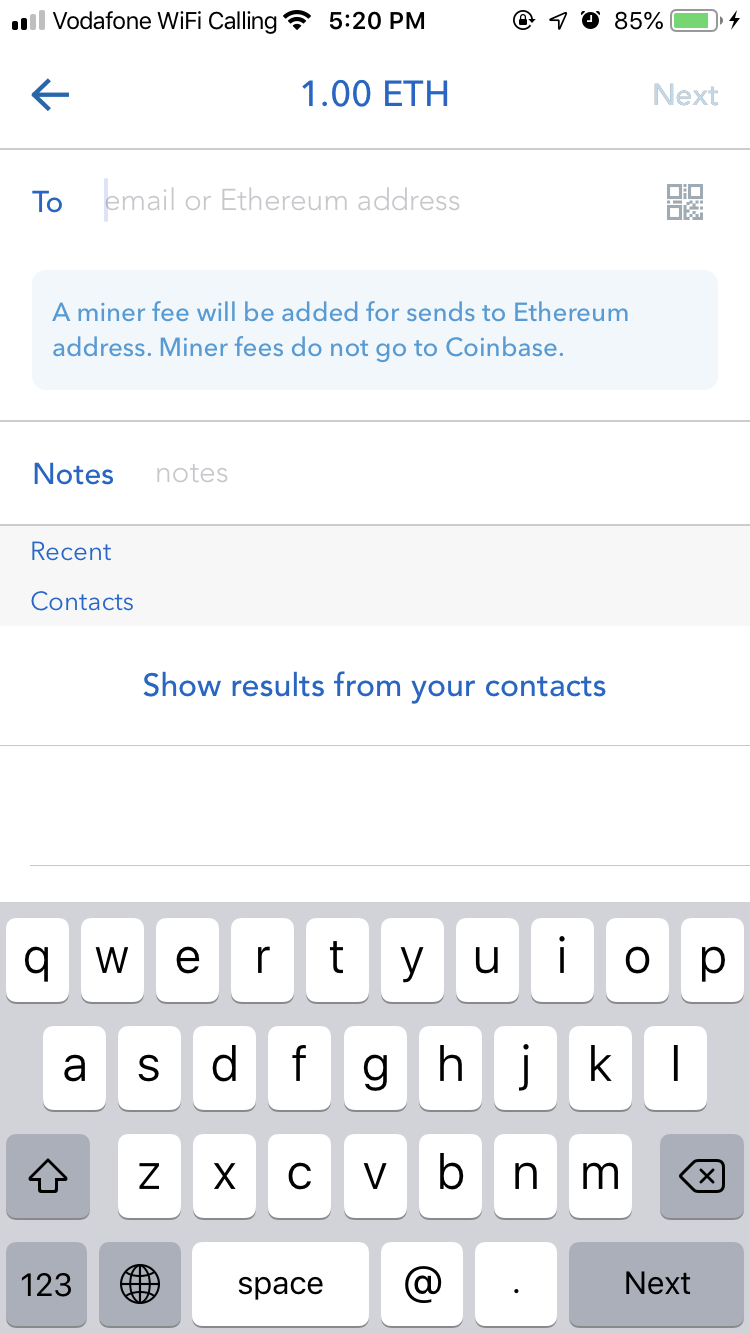 Vodafone WiFi Calling 5:20 PM 85%
1.00 ETH Next
To email or Ethereum address
A miner fee will be added for sends to Ethereum
address. Miner fees do not go to Coinbase.
Notes notes
Recent
Contacts
Show results from your contacts
q w e r t y u i o p
a s d f g h j k l
z x c v b n m
123 space @ . Next